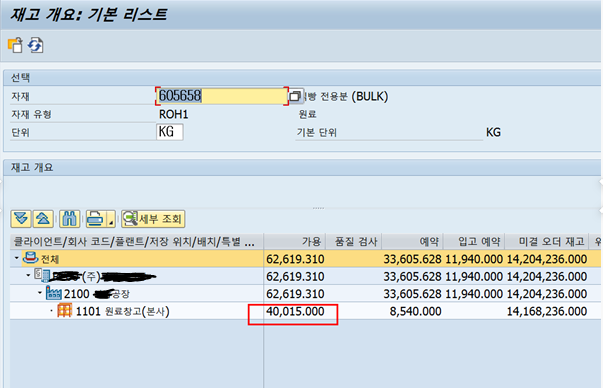 재고 개요: 기본 리스트
선택
자재 605658 빵 전용분 (BULK)
자재 유형 ROH1 원료
단위 KG 기본 단위 KG
재고 개요
세부 조회
클라이언트/회사 코드/플랜트/저장 위치/배치/특별 ... 가용 품질 검사 예약 입고 예약 미결 오더 재고
전체 62,619.310 33,605.628 11,940.000 14,204,236.000
(주) 62,619.310 33,605.628 11,940.000 14,204,236.000
2100 공장 62,619.310 33,605.628 11,940.000 14,204,236.000
1101 원료창고(본사) 40,015.000 8,540.000 14,168,236.000